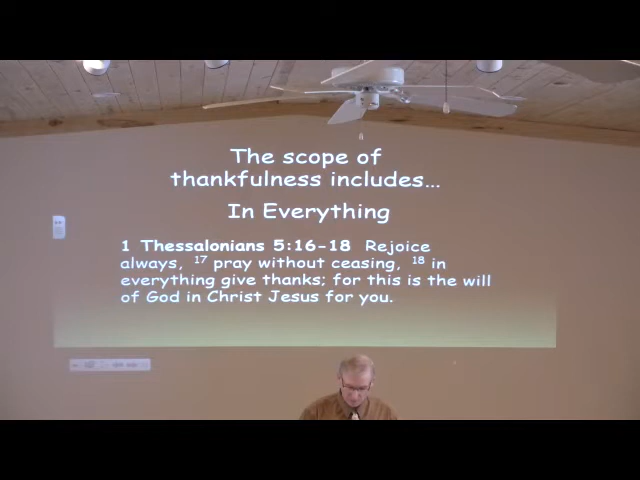 The scope of
thankfulness includes...
In Everything
1 Thessalonians 5:16-18 Rejoice
always, 17 pray without ceasing, 18 in
everything give thanks; for this is the will
of God in Christ Jesus for you.